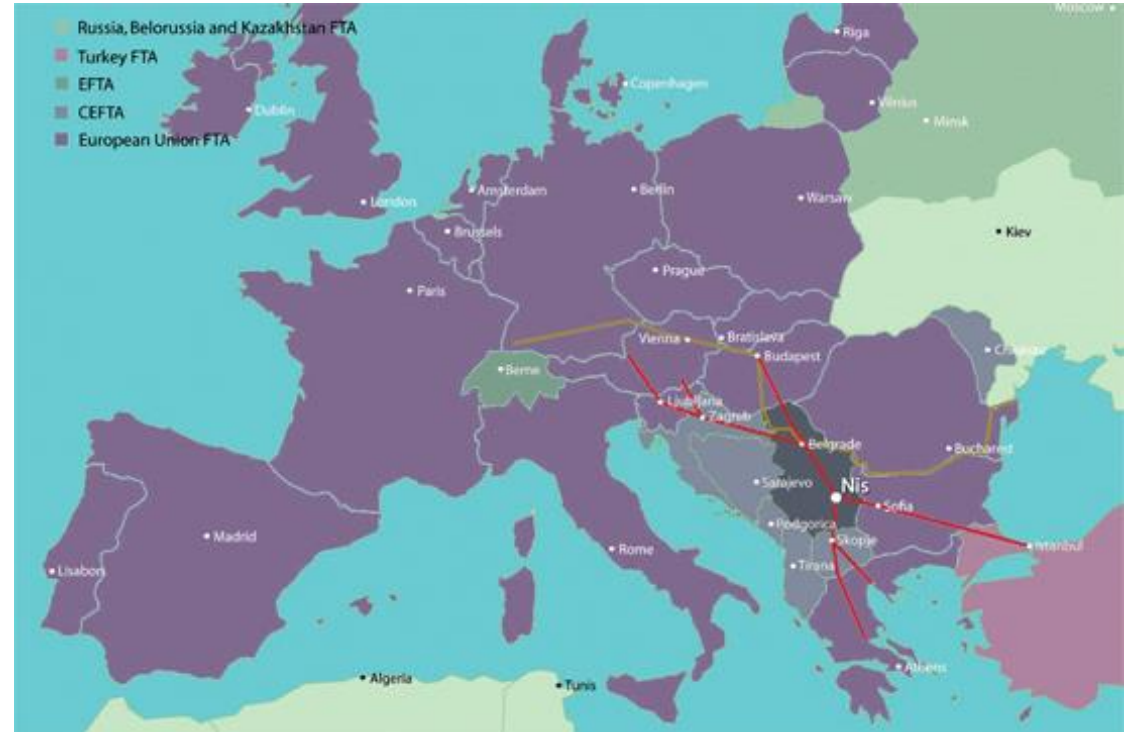 Moscow
Russia, Belorussia and Kazakhstan FTA
Turkey FTA
EFTA
CEFTA
European Union FTA
Riga
Copenhagen
Dublin
Vilnius
Minsk
Amsterdam
Berlin
Warsaw
London
Brussels
Kiev
Prague
Paris
Vienna
Bratislava
Budapest
Berne
Ljubljana
Zagreb
Belgrade
Bucharest
Sarajevo
Nis
Sofia
Podgorica
Madrid
Skopje
Istanbul
Rome
Tirana
Lisabon
Athens
Algeria
Tunis